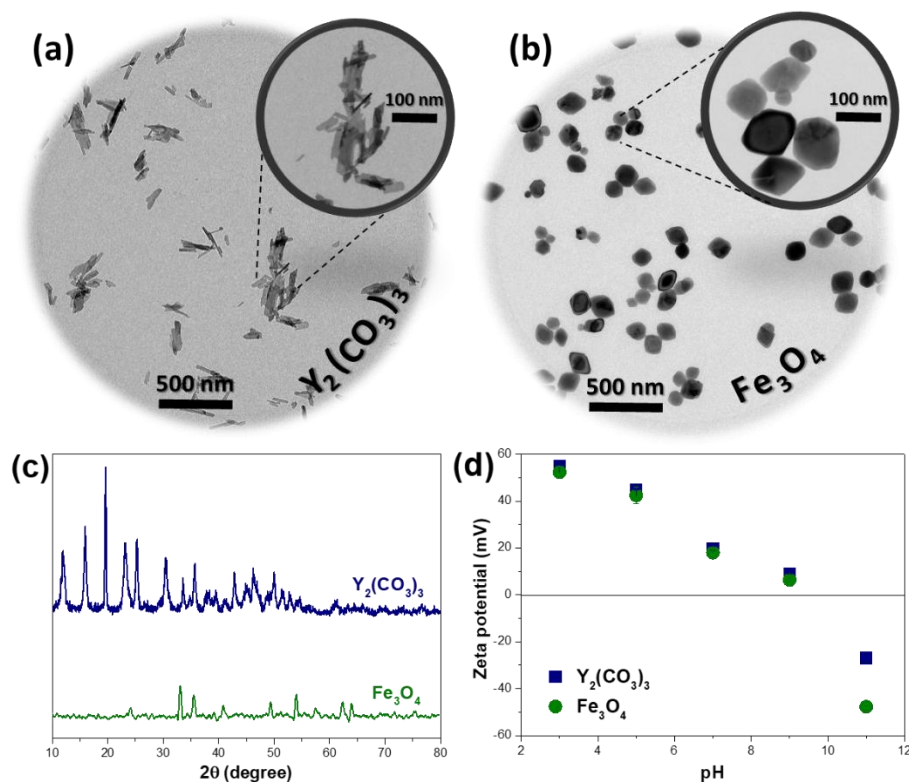 (a)
100 nm
500 nm
Y₂(CO₃)₃
(b)
100 nm
500 nm
Fe₃O₄
(c)
Y₂(CO₃)₃
Fe₃O₄
10 20 30 40 50 60 70 80
2θ (degree)
(d)
60
40
20
0
-20
-40
-60
Zeta potential (mV)
Y₂(CO₃)₃
Fe₃O₄
2 4 6 8 10 12
pH